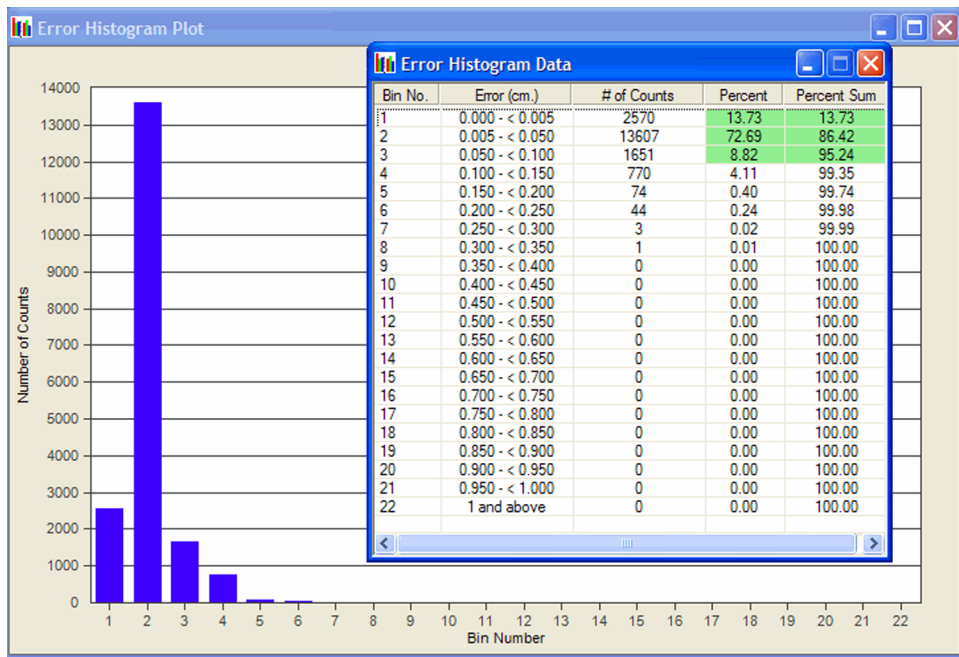 Error Histogram Plot
Error Histogram Data
Bin No. Error (cm.) # of Counts Percent Percent Sum
1 0.000 - < 0.005 2570 13.73 13.73
2 0.005 - < 0.050 13607 72.69 86.42
3 0.050 - < 0.100 1651 8.82 95.24
4 0.100 - < 0.150 770 4.11 99.35
5 0.150 - < 0.200 74 0.40 99.74
6 0.200 - < 0.250 44 0.24 99.98
7 0.250 - < 0.300 3 0.02 99.99
8 0.300 - < 0.350 1 0.01 100.00
9 0.350 - < 0.400 0 0.00 100.00
10 0.400 - < 0.450 0 0.00 100.00
11 0.450 - < 0.500 0 0.00 100.00
12 0.500 - < 0.550 0 0.00 100.00
13 0.550 - < 0.600 0 0.00 100.00
14 0.600 - < 0.650 0 0.00 100.00
15 0.650 - < 0.700 0 0.00 100.00
16 0.700 - < 0.750 0 0.00 100.00
17 0.750 - < 0.800 0 0.00 100.00
18 0.800 - < 0.850 0 0.00 100.00
19 0.850 - < 0.900 0 0.00 100.00
20 0.900 - < 0.950 0 0.00 100.00
21 0.950 - < 1.000 0 0.00 100.00
22 1 and above 0 0.00 100.00
Number of Counts
14000
13000
12000
11000
10000
9000
8000
7000
6000
5000
4000
3000
2000
1000
0
1 2 3 4 5 6 7 8 9 10 11 12 13 14 15 16 17 18 19 20 21 22
Bin Number